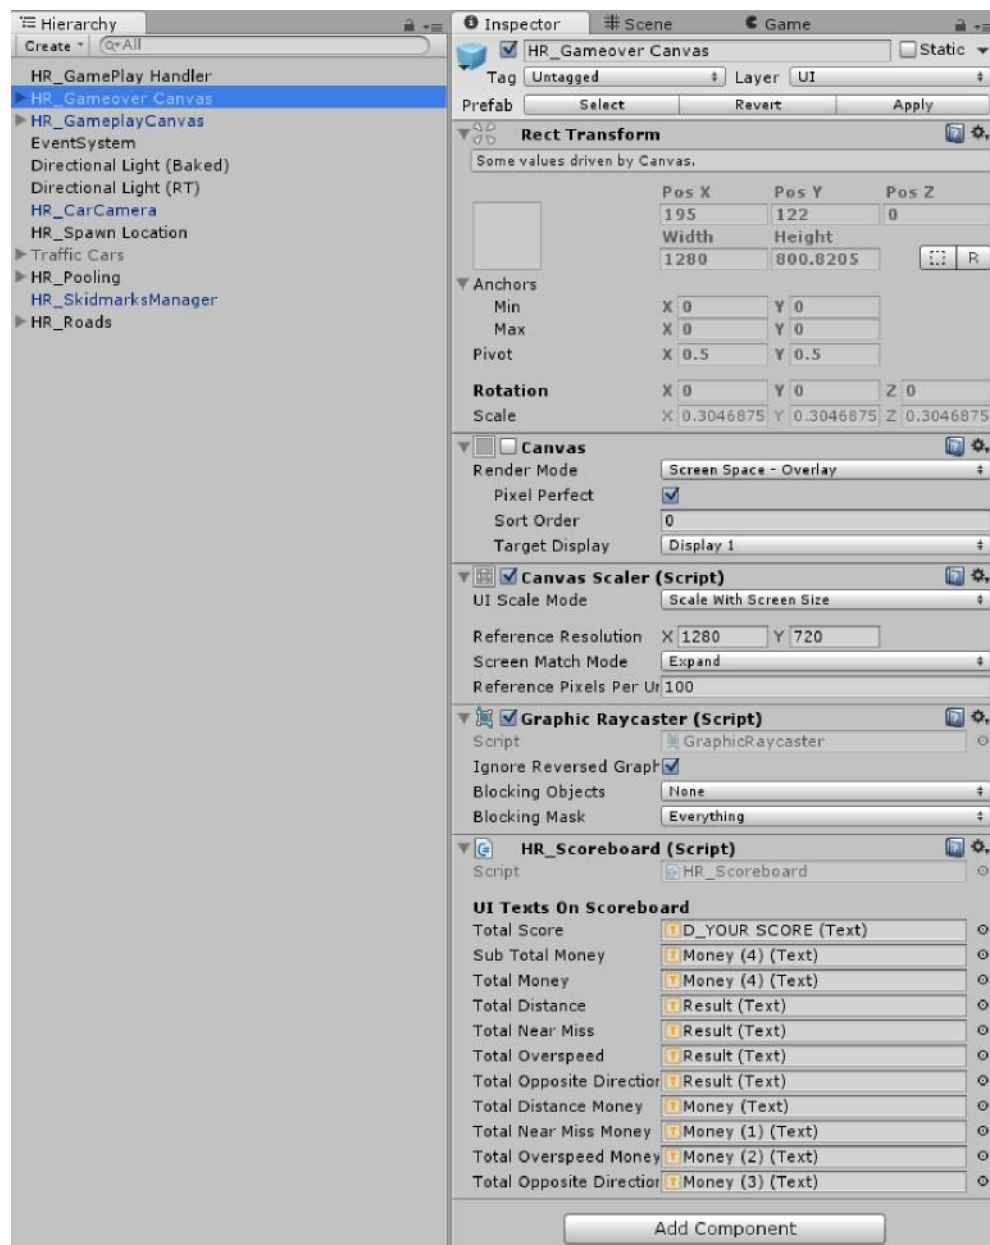 Hierarchy
Create
All
HR_GamePlay Handler
HR_Gameover Canvas
HR_GameplayCanvas
EventSystem
Directional Light (Baked)
Directional Light (RT)
HR_CarCamera
HR_Spawn Location
Traffic Cars
HR_Pooling
HR_SkidmarksManager
HR_Roads
Inspector Scene Game
HR_Gameover Canvas Static
Tag Untagged Layer UI
Prefab Select Revert Apply
Rect Transform
Some values driven by Canvas.
Pos X Pos Y Pos Z
195 122 0
Width Height
1280 800.8205
R
Anchors
Min X 0 Y 0
Max X 0 Y 0
Pivot X 0.5 Y 0.5
Rotation X 0 Y 0 Z 0
Scale X 0.3046875 Y 0.3046875 Z 0.3046875
Canvas
Render Mode Screen Space - Overlay
Pixel Perfect
Sort Order 0
Target Display Display 1
Canvas Scaler (Script)
UI Scale Mode Scale With Screen Size
Reference Resolution X 1280 Y 720
Screen Match Mode Expand
Reference Pixels Per Ur 100
Graphic Raycaster (Script)
Script GraphicRaycaster
Ignore Reversed Graph
Blocking Objects None
Blocking Mask Everything
HR_Scoreboard (Script)
Script HR_Scoreboard
UI Texts On Scoreboard
Total Score D_YOUR SCORE (Text)
Sub Total Money Money (4) (Text)
Total Money Money (4) (Text)
Total Distance Result (Text)
Total Near Miss Result (Text)
Total Overspeed Result (Text)
Total Opposite Direction Result (Text)
Total Distance Money Money (Text)
Total Near Miss Money Money (1) (Text)
Total Overspeed Money Money (2) (Text)
Total Opposite Direction Money (3) (Text)
Add Component